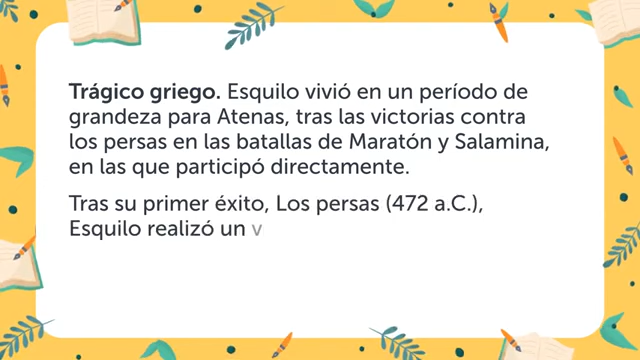 Trágico griego. Esquilo vivió en un período de
grandeza para Atenas, tras las victorias contra
los persas en las batallas de Maratón y Salamina,
en las que participó directamente.
Tras su primer éxito, Los persas (472 a.C.),
Esquilo realizó un v